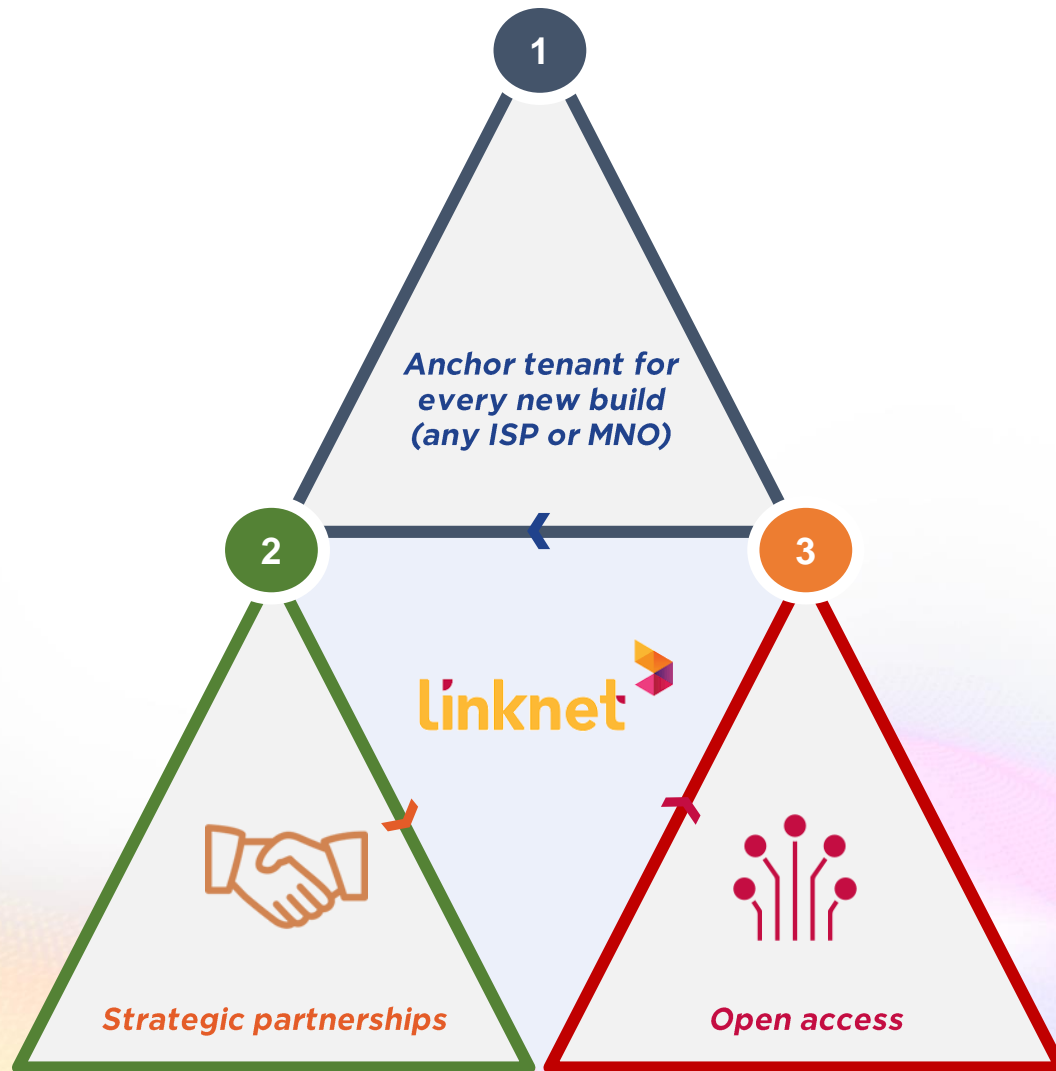 1
Anchor tenant for
every new build
(any ISP or MNO)
2
3
linknet
Strategic partnerships
Open access